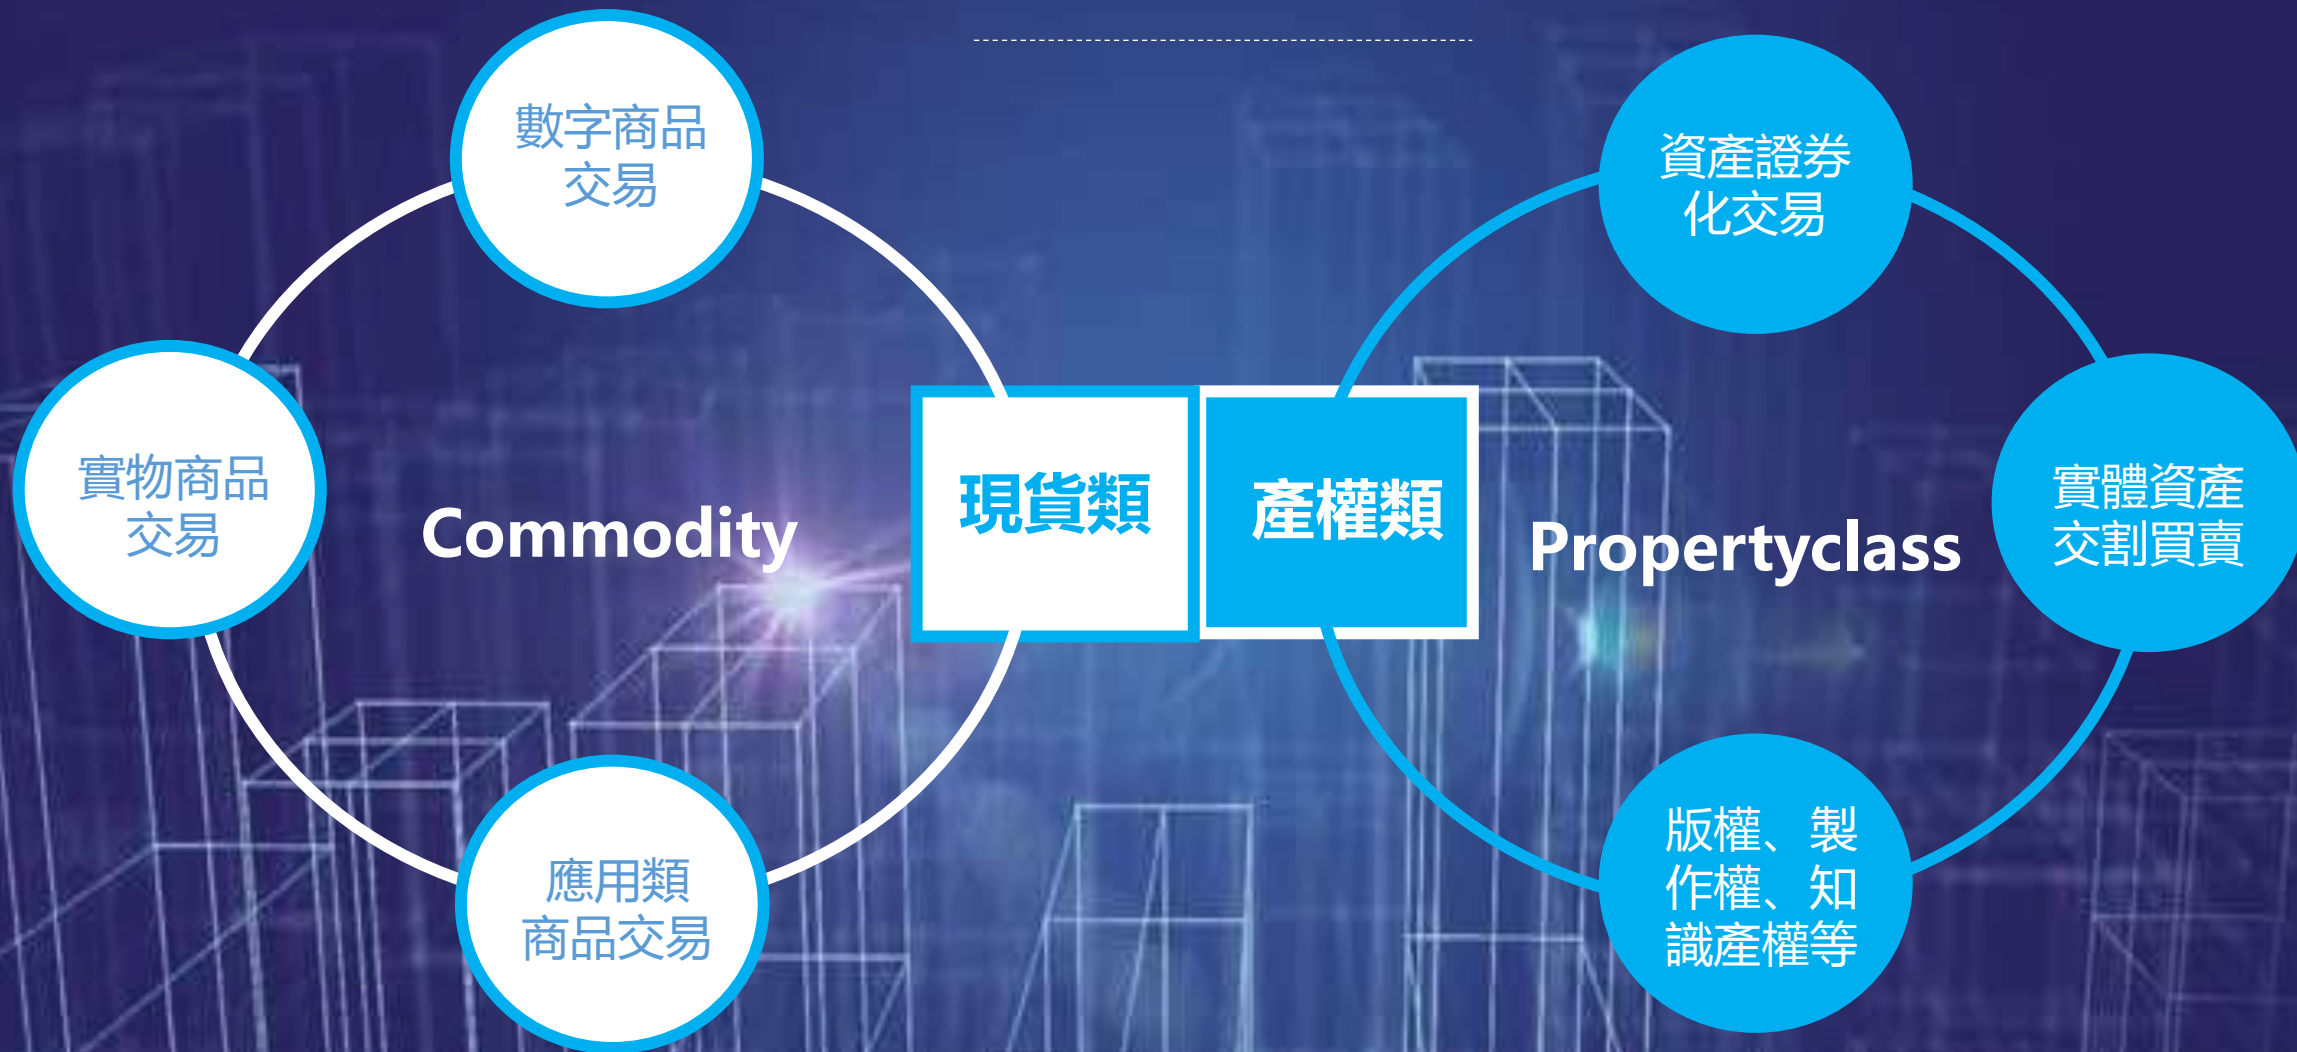 數字商品
交易
實物商品
交易
Commodity
應用類
商品交易
現貨類
產權類
資產證券
化交易
Propertyclass
實體資產
交割買賣
版權、製
作權、知
識產權等